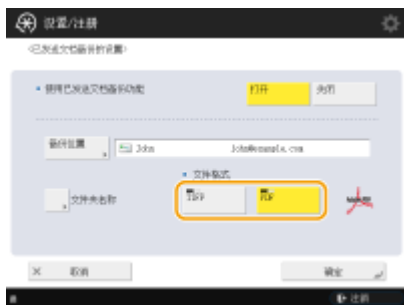 设置/注册
<已发送文档备份的设置>
使用已发送文档备份功能 打开 关闭
备份位置 John John@example.com
文件格式
文件夹名称 TIFF PDF
取消 确定
注销